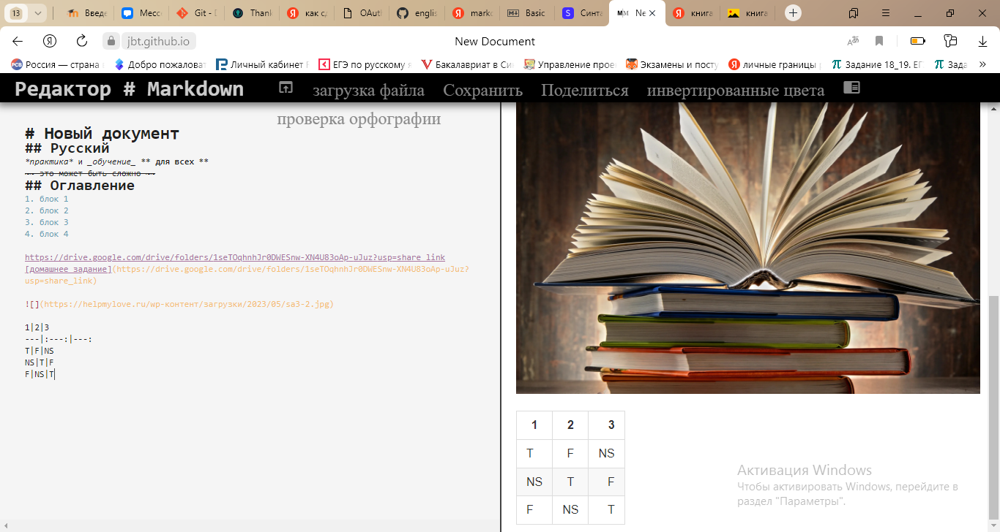 13 Введе Месс Git - D Thank как сд OAut englis markd Basic Синта Ne книга книга
jbt.github.io New Document
Россия — страна Добро пожаловат Личный кабинет ЕГЭ по русскому я Бакалавриат в Си Управление прое Экзамены и посту личные границы Задание 18_19. ЕГ Зада »
Редактор # Markdown загрузка файла Сохранить Поделиться инвертированные цвета
проверка орфографии
# Новый документ
## Русский
*практика* и _обучение_ ** для всех **
~~ это может быть сложно ~~
## Оглавление
1. блок 1
2. блок 2
3. блок 3
4. блок 4
https://drive.google.com/drive/folders/1seTOqhnhJr0DWESnw-XN4U83oAp-uJuz?usp=share_link
[домашнее задание](https://drive.google.com/drive/folders/1seTOqhnhJr0DWESnw-XN4U83oAp-uJuz?
usp=share_link)
![](https://helpmylove.ru/wp-контент/загрузки/2023/05/sa3-2.jpg)
1|2|3
---|:---:|---:
T|F|NS
NS|T|F
F|NS|T
1 2 3
T F NS
NS T F
F NS T
Активация Windows
Чтобы активировать Windows, перейдите в
раздел "Параметры".